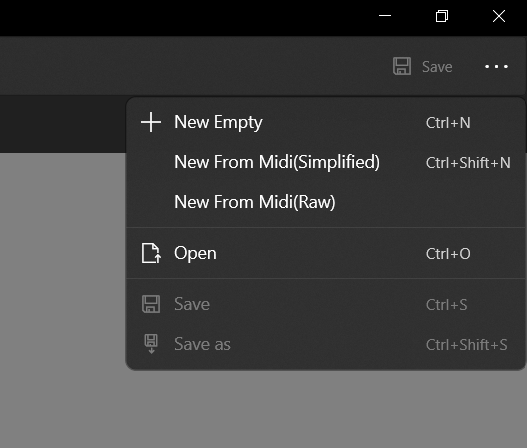 Save
New Empty Ctrl+N
New From Midi(Simplified) Ctrl+Shift+N
New From Midi(Raw)
Open Ctrl+O
Save Ctrl+S
Save as Ctrl+Shift+S